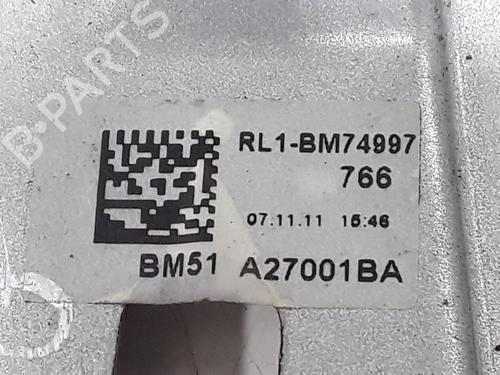 B-PARTS
RL1-BM74997
766
07.11.11 15:46
BM51 A27001BA